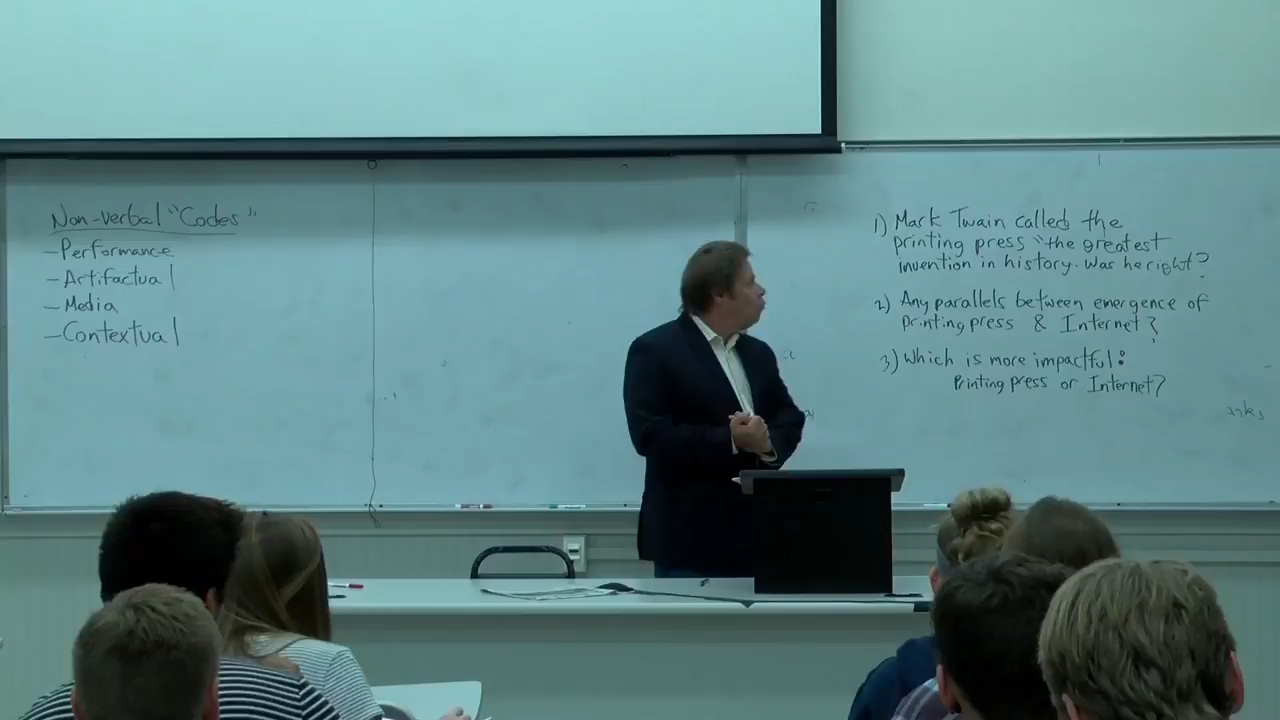 Non-verbal "Codes"
- Performance
- Artifactual
- Media
- Contextual
1) Mark Twain called the
printing press "the greatest
invention in history. Was he right?
2) Any parallels between emergence of
Printing press & Internet?
3) Which is more impactful:
Printing press or Internet?